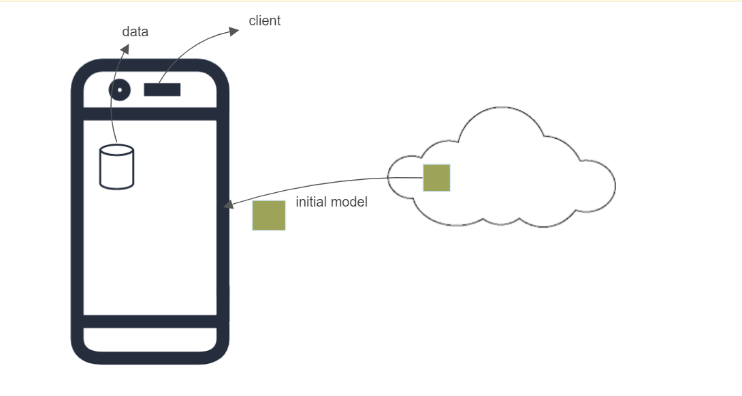 data
client
initial model